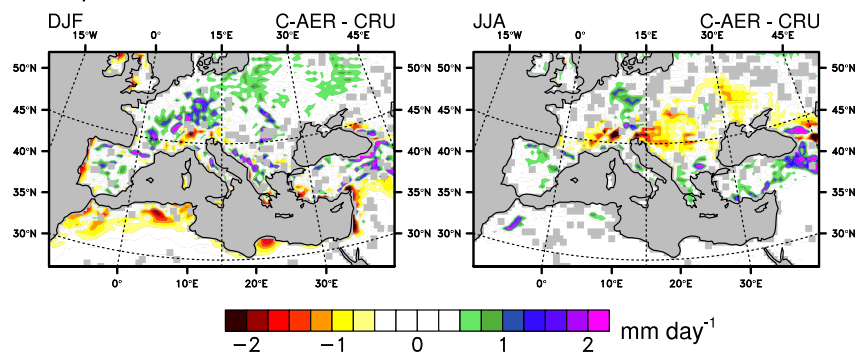 DJF C-AER - CRU JJA C-AER - CRU
15°W 0° 15°E 30°E 45°E 15°W 0° 15°E 30°E 45°E
50°N 50°N 50°N 50°N
45°N 45°N 45°N 45°N
40°N 40°N 40°N 40°N
35°N 35°N 35°N 35°N
30°N 30°N 30°N 30°N
0° 10°E 20°E 30°E 0° 10°E 20°E 30°E
−2 −1 0 1 2 mm day⁻¹